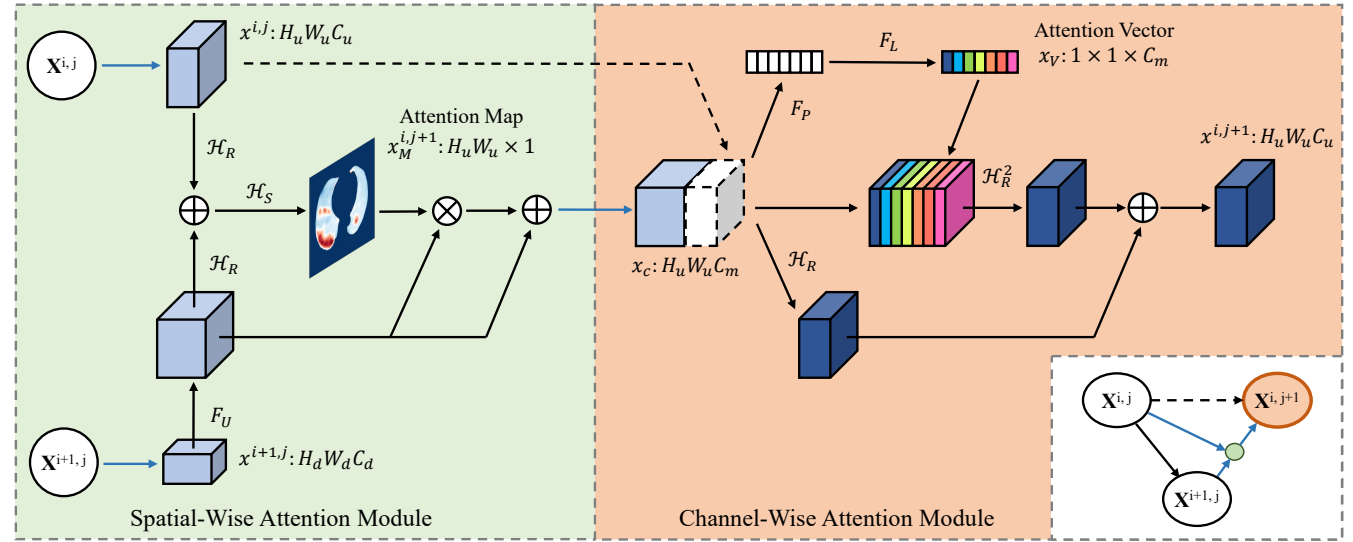 X^{i, j}
x^{i,j}: H_u W_u C_u
ℋ_R
ℋ_S
Attention Map
x_M^{i,j+1}: H_u W_u × 1
ℋ_R
F_U
X^{i+1, j}
x^{i+1,j}: H_d W_d C_d
Spatial-Wise Attention Module
x_c: H_u W_u C_m
F_P
F_L
Attention Vector
x_V: 1 × 1 × C_m
ℋ_R^2
x^{i,j+1}: H_u W_u C_u
ℋ_R
Channel-Wise Attention Module
X^{i, j}
X^{i, j+1}
X^{i+1, j}